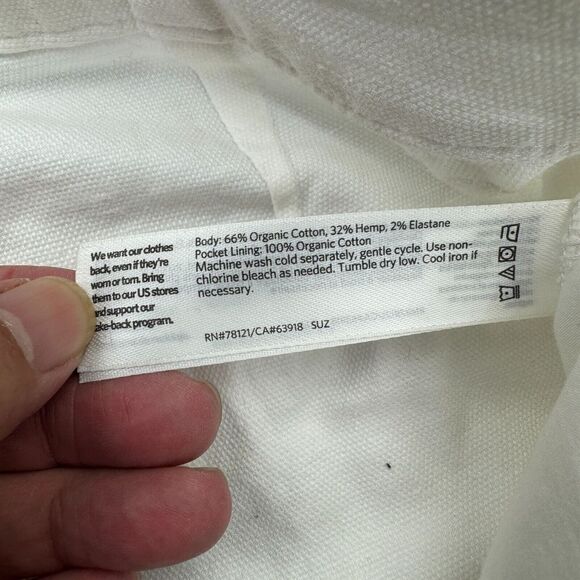 We want our clothes
back, even if they're
worn or torn. Bring
them to our US stores
and support our
take-back program.
Body: 66% Organic Cotton, 32% Hemp, 2% Elastane
Pocket Lining: 100% Organic Cotton
Machine wash cold separately, gentle cycle. Use non-
chlorine bleach as needed. Tumble dry low. Cool iron if
necessary.
RN#78121/CA#63918 SUZ